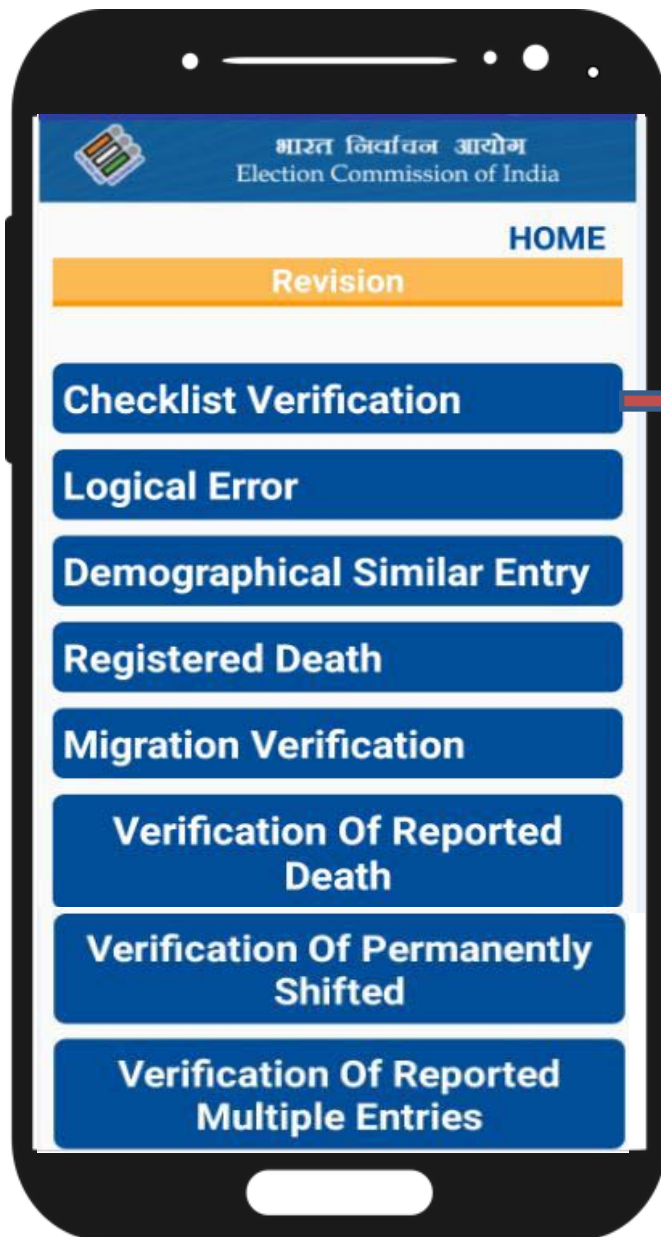 भारत निर्वाचन आयोग
Election Commission of India
HOME
Revision
Checklist Verification
Logical Error
Demographical Similar Entry
Registered Death
Migration Verification
Verification Of Reported
Death
Verification Of Permanently
Shifted
Verification Of Reported
Multiple Entries